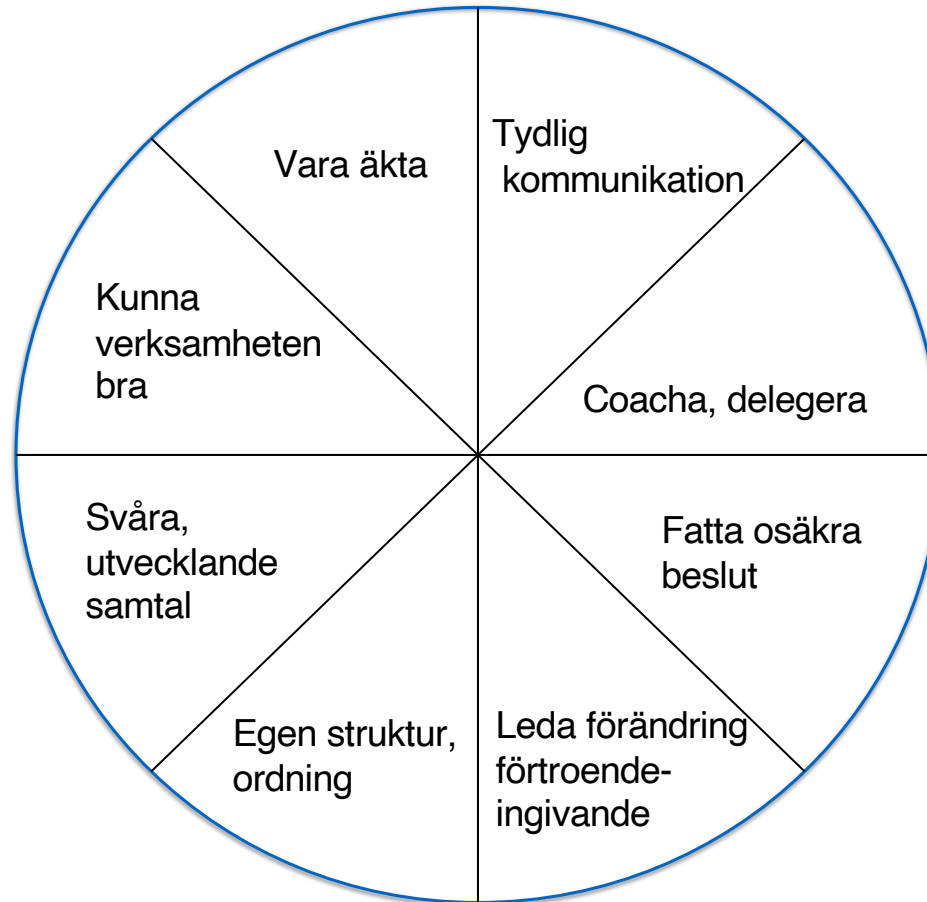 Vara äkta
Tydlig
kommunikation
Coacha, delegera
Fatta osäkra
beslut
Leda förändring
förtroende-
ingivande
Egen struktur,
ordning
Svåra,
utvecklande
samtal
Kunna
verksamheten
bra